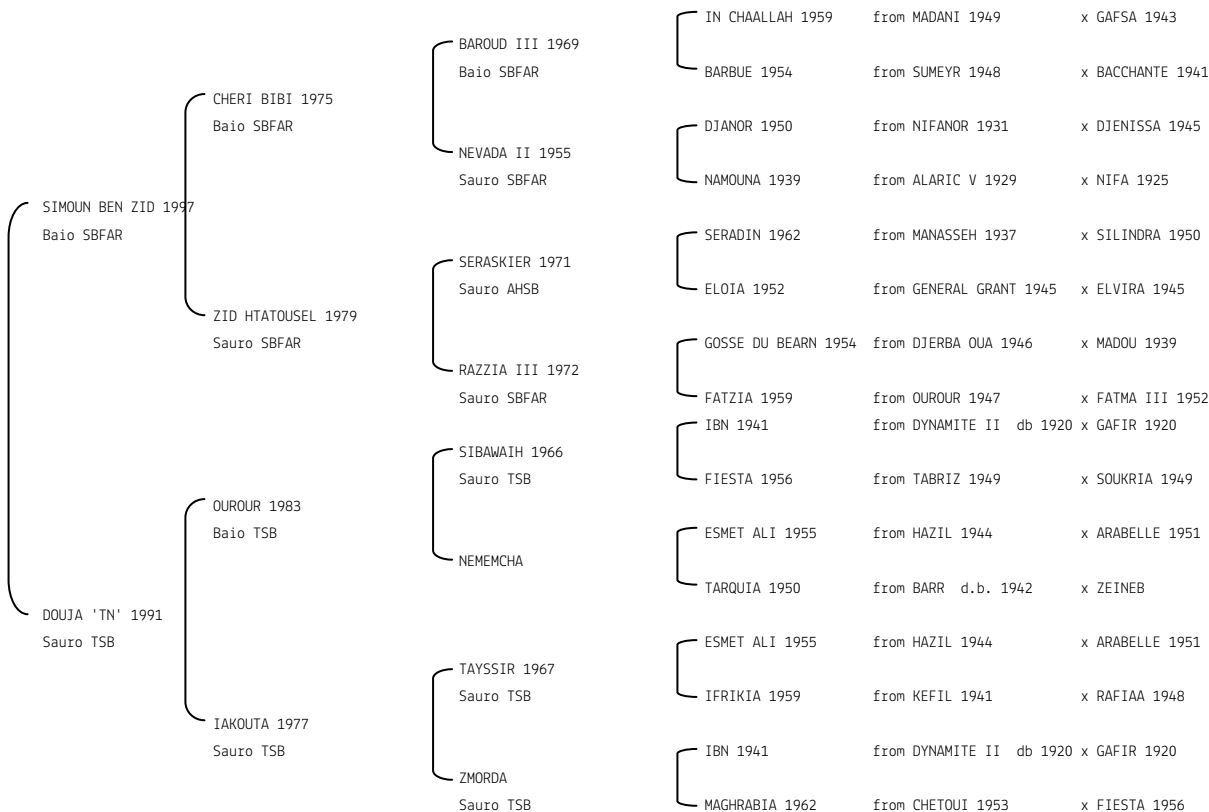 IN CHAALLAH 1959 from MADANI 1949 x GAFSA 1943
BAROUD III 1969
Baio SBFAR
BARBUE 1954 from SUMEYR 1948 x BACCHANTE 1941
CHERI BIBI 1975
Baio SBFAR
DJANOR 1950 from NIFANOR 1931 x DJENISSA 1945
NEVADA II 1955
Sauro SBFAR
NAMOUNA 1939 from ALARIC V 1929 x NIFA 1925
SIMOUN BEN ZID 1997
Baio SBFAR
SERADIN 1962 from MANASSEH 1937 x SILINDRA 1950
SERASKIER 1971
Sauro AHSB
ELOIA 1952 from GENERAL GRANT 1945 x ELVIRA 1945
ZID HTATOUSEL 1979
Sauro SBFAR
GOSSE DU BEARN 1954 from DJERBA OUA 1946 x MADOU 1939
RAZZIA III 1972
Sauro SBFAR
FATZIA 1959 from OUROUR 1947 x FATMA III 1952
IBN 1941 from DYNAMITE II db 1920 x GAFIR 1920
SIBAWAIH 1966
Sauro TSB
FIESTA 1956 from TABRIZ 1949 x SOUKRIA 1949
OUROUR 1983
Baio TSB
ESMET ALI 1955 from HAZIL 1944 x ARABELLE 1951
NEMEMCHA
TARQUIA 1950 from BARR d.b. 1942 x ZEINEB
DOUJA 'TN' 1991
Sauro TSB
ESMET ALI 1955 from HAZIL 1944 x ARABELLE 1951
TAYSSIR 1967
Sauro TSB
IFRIKIA 1959 from KEFIL 1941 x RAFIAA 1948
IAKOUTA 1977
Sauro TSB
IBN 1941 from DYNAMITE II db 1920 x GAFIR 1920
ZMORDA
Sauro TSB
MAGHRABIA 1962 from CHETOUI 1953 x FIESTA 1956